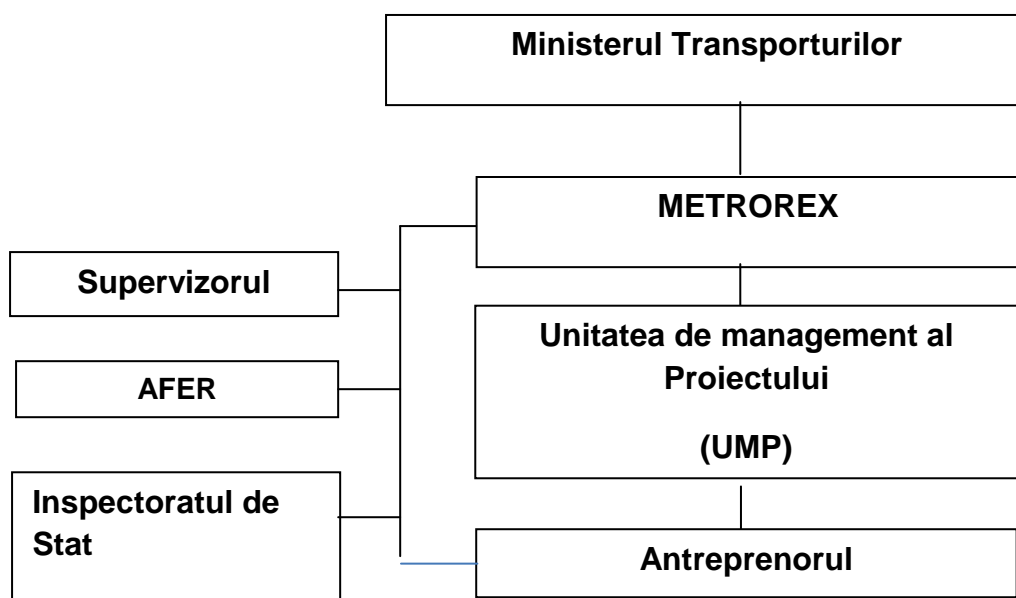 Ministerul Transporturilor
METROREX
Supervizorul
Unitatea de management al
Proiectului
(UMP)
AFER
Inspectoratul de
Stat
Antreprenorul